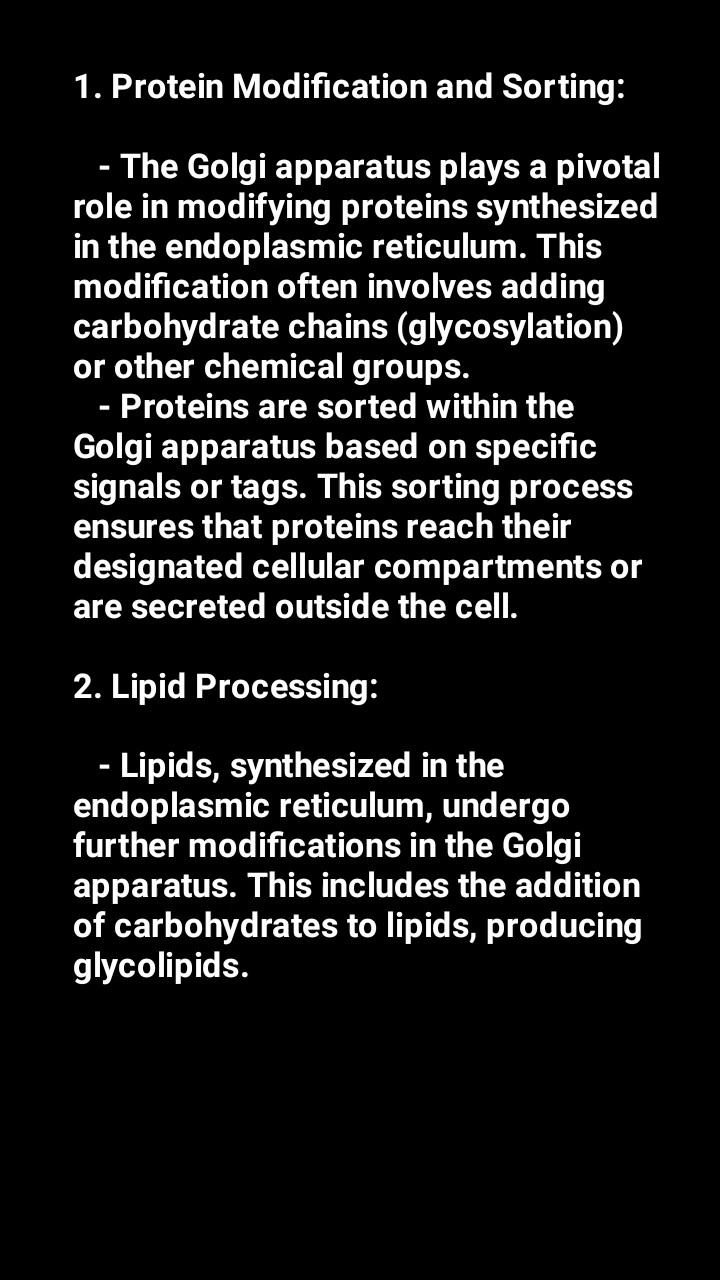 1. Protein Modification and Sorting:
- The Golgi apparatus plays a pivotal
role in modifying proteins synthesized
in the endoplasmic reticulum. This
modification often involves adding
carbohydrate chains (glycosylation)
or other chemical groups.
- Proteins are sorted within the
Golgi apparatus based on specific
signals or tags. This sorting process
ensures that proteins reach their
designated cellular compartments or
are secreted outside the cell.
2. Lipid Processing:
- Lipids, synthesized in the
endoplasmic reticulum, undergo
further modifications in the Golgi
apparatus. This includes the addition
of carbohydrates to lipids, producing
glycolipids.